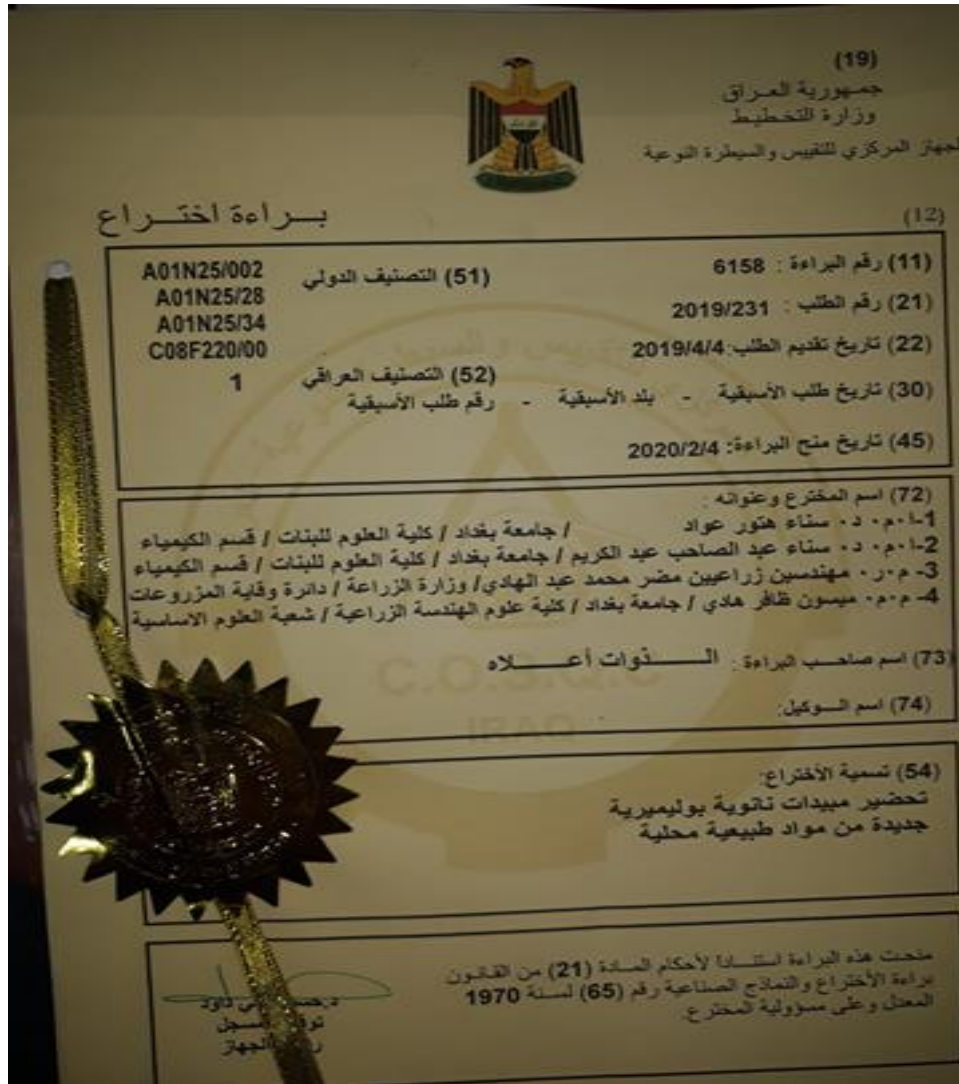 (19)
جمهورية العراق
وزارة التخطيط
الجهاز المركزي للتقييس والسيطرة النوعية
(12)
براءة اختراع
(11) رقم البراءة : 6158
(21) رقم الطلب : 2019/231
(22) تاريخ تقديم الطلب: 2019/4/4
(30) تاريخ طلب الأسبقية - بلد الأسبقية - رقم طلب الأسبقية
(45) تاريخ منح البراءة: 2020/2/4
(51) التصنيف الدولي
A01N25/002
A01N25/28
A01N25/34
C08F220/00
(52) التصنيف العراقي 1
(72) اسم المخترع وعنوانه :
1-ا.م. د. سناء هتور عواد / جامعة بغداد / كلية العلوم للبنات / قسم الكيمياء
2-ا.م. د. سناء عبد الصاحب عبد الكريم / جامعة بغداد / كلية العلوم للبنات / قسم الكيمياء
3- م.ر. مهندسين زراعيين مضر محمد عبد الهادي/ وزارة الزراعة / دائرة وقاية المزروعات
4- م.م. ميسون ظافر هادي / جامعة بغداد / كلية علوم الهندسة الزراعية / شعبة العلوم الاساسية
(73) اسم صاحب البراءة : الذوات أعلاه
(74) اسم الوكيل:
C.O.S.Q.C
IRAQ
(54) تسمية الأختراع:
تحضير مبيدات نانوية بوليميرية
جديدة من مواد طبيعية محلية
منحت هذه البراءة استنادا لأحكام المادة (21) من القانون
براءة الأختراع والنماذج الصناعية رقم (65) لسنة 1970
المعدل وعلى مسؤولية المخترع.
داود
المسجل
الجهاز